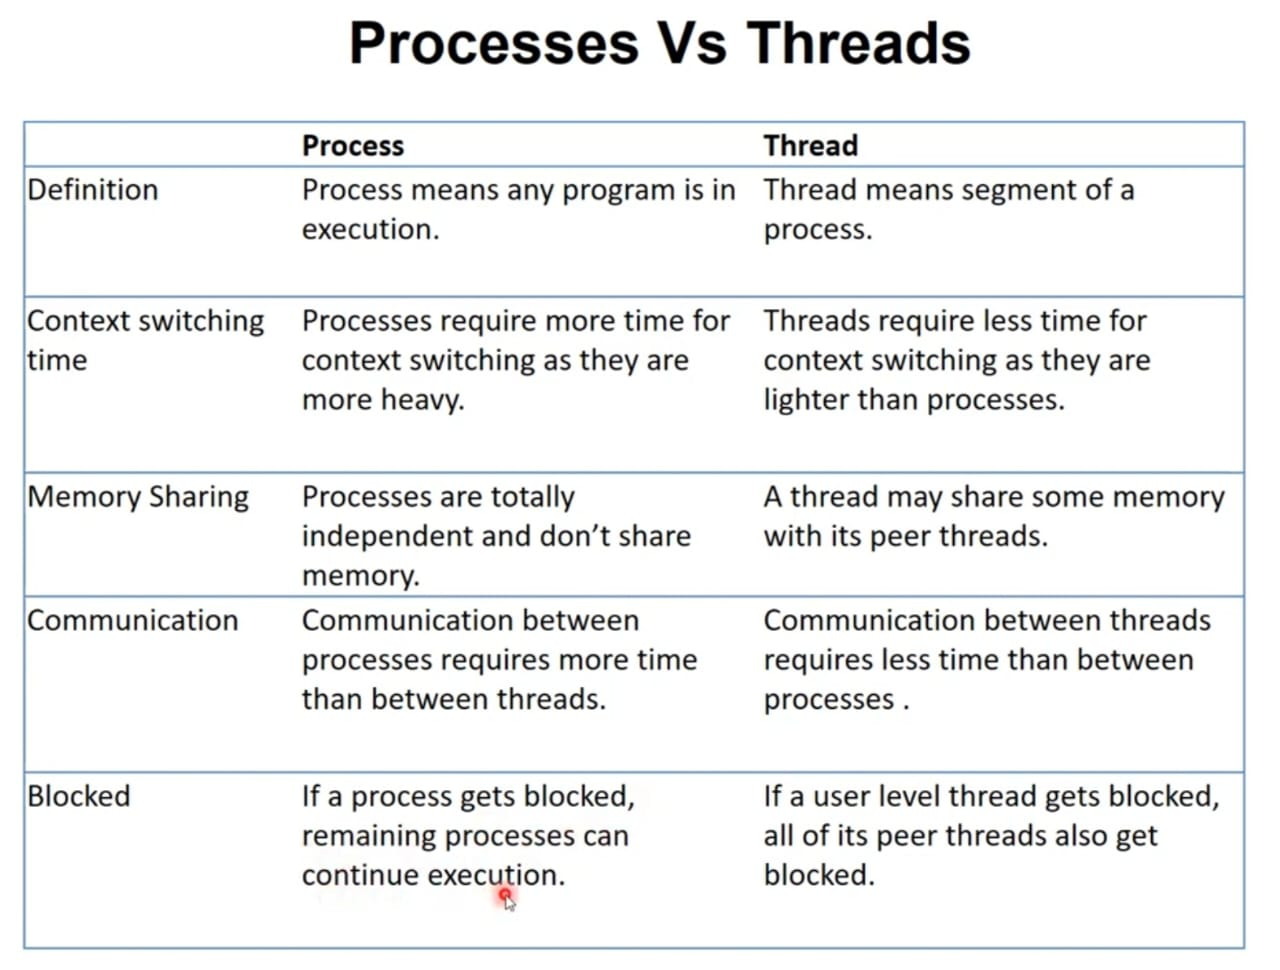 Processes Vs Threads
Process Thread
Definition Process means any program is in Thread means segment of a
execution. process.
Context switching Processes require more time for Threads require less time for
time context switching as they are context switching as they are
more heavy. lighter than processes.
Memory Sharing Processes are totally A thread may share some memory
independent and don’t share with its peer threads.
memory.
Communication Communication between Communication between threads
processes requires more time requires less time than between
than between threads. processes .
Blocked If a process gets blocked, If a user level thread gets blocked,
remaining processes can all of its peer threads also get
continue execution. blocked.